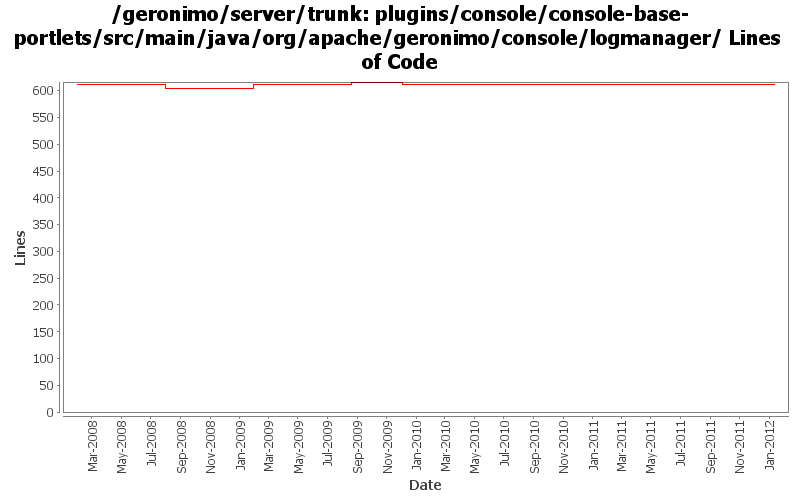 /geronimo/server/trunk: plugins/console/console-base-
portlets/src/main/java/org/apache/geronimo/console/logmanager/ Lines
of Code
Lines
600
550
500
450
400
350
300
250
200
150
100
50
0
Mar-2008
May-2008
Jul-2008
Sep-2008
Nov-2008
Jan-2009
Mar-2009
May-2009
Jul-2009
Sep-2009
Nov-2009
Jan-2010
Mar-2010
May-2010
Jul-2010
Sep-2010
Nov-2010
Jan-2011
Mar-2011
May-2011
Jul-2011
Sep-2011
Nov-2011
Jan-2012
Date